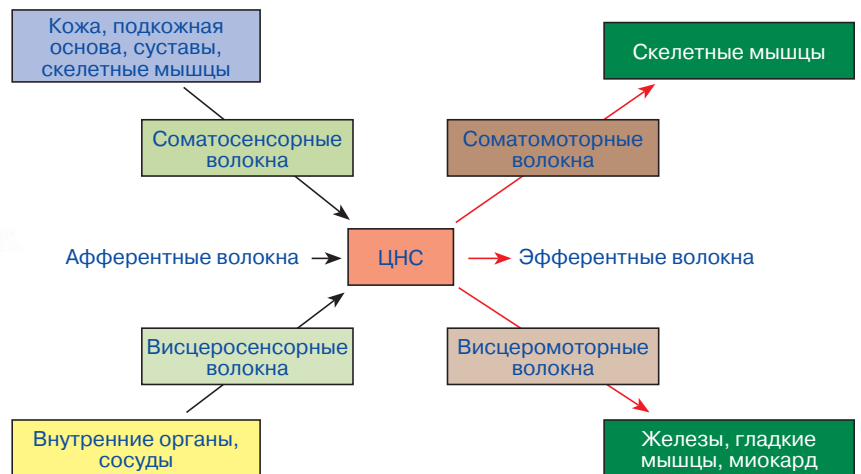 Кожа, подкожная
основа, суставы,
скелетные мышцы
Скелетные мышцы
Соматосенсорные
волокна
Соматомоторные
волокна
Афферентные волокна
ЦНС
Эфферентные волокна
Висцеросенсорные
волокна
Висцеромоторные
волокна
Внутренние органы,
сосуды
Железы, гладкие
мышцы, миокард